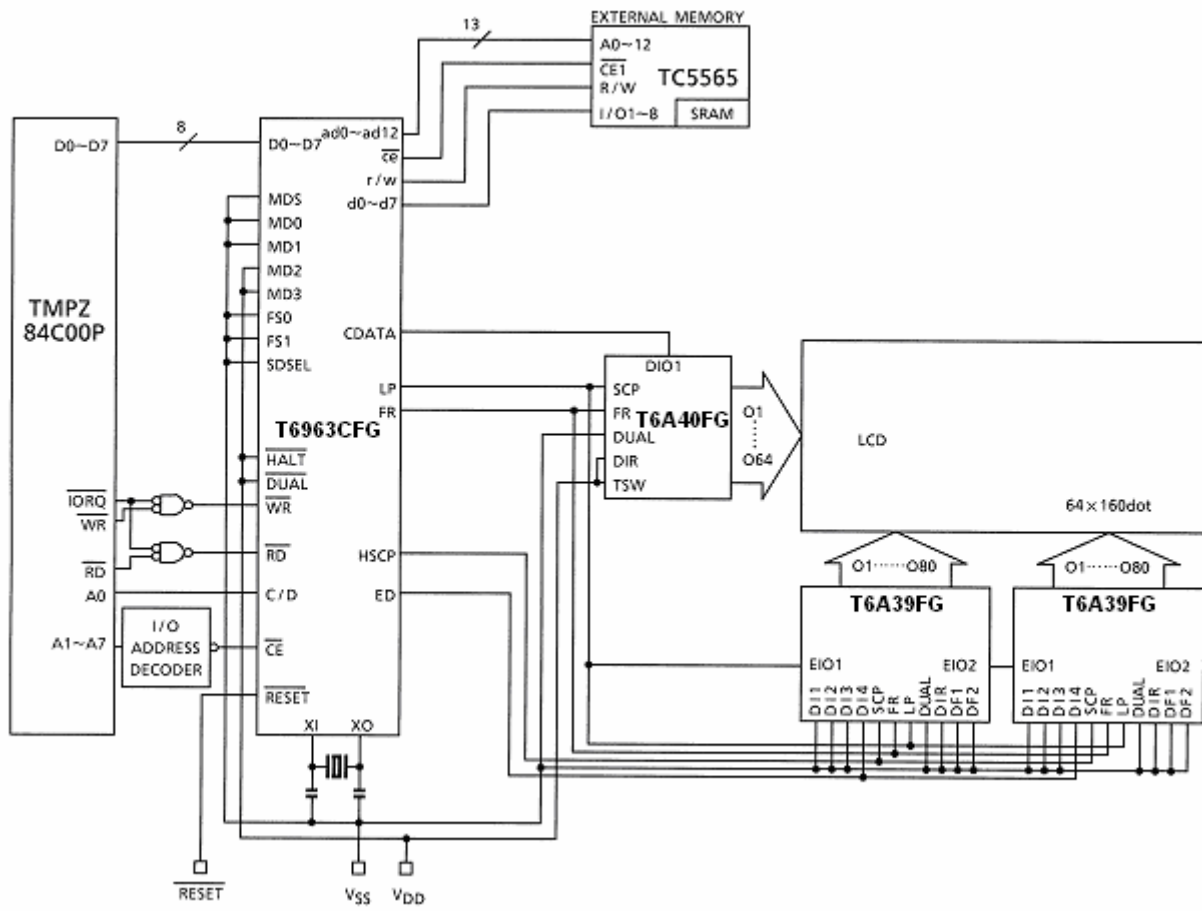 EXTERNAL MEMORY
A0~12
CE1
R/W
I/O1~8
TC5565
SRAM
13
TMPZ
84C00P
D0~D7
IORQ
WR
RD
A0
A1~A7
8
I/O
ADDRESS
DECODER
T6963CFG
D0~D7
MDS
MD0
MD1
MD2
MD3
FS0
FS1
SDSEL
HALT
DUAL
WR
RD
C/D
CE
RESET
XI
XO
ad0~ad12
ce
r/w
d0~d7
CDATA
LP
FR
HSCP
ED
DIO1
SCP
FR
DUAL
DIR
TSW
T6A40FG
O1
O64
LCD
64×160dot
O1······O80
O1······O80
T6A39FG
EIO1
EIO2
DI1
DI2
DI3
DI4
SCP
FR
LP
DUAL
DIR
DF1
DF2
T6A39FG
EIO1
EIO2
DI1
DI2
DI3
DI4
SCP
FR
LP
DUAL
DIR
DF1
DF2
RESET
VSS
VDD